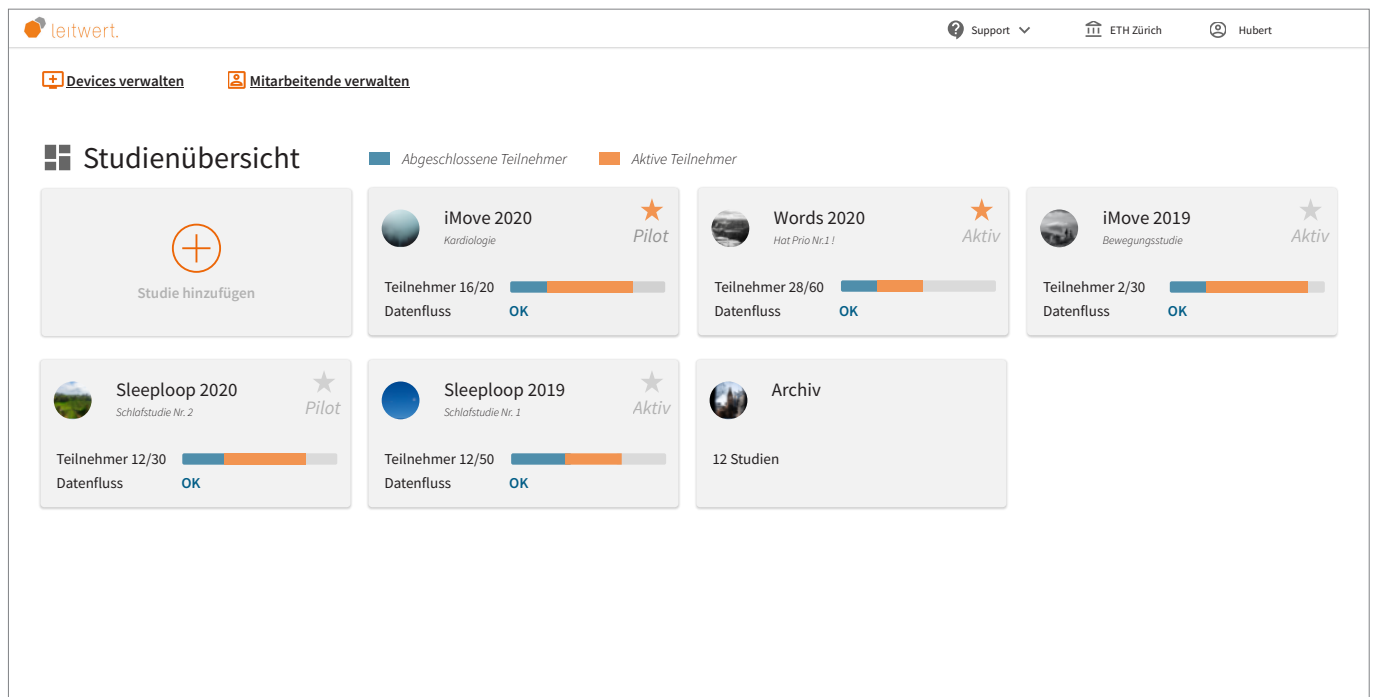 leitwert.
Support
ETH Zürich
Hubert
Devices verwalten
Mitarbeitende verwalten
Studienübersicht
Abgeschlossene Teilnehmer
Aktive Teilnehmer
Studie hinzufügen
iMove 2020
Kardiologie
Pilot
Teilnehmer 16/20
Datenfluss OK
Words 2020
Hat Prio Nr.1 !
Aktiv
Teilnehmer 28/60
Datenfluss OK
iMove 2019
Bewegungsstudie
Aktiv
Teilnehmer 2/30
Datenfluss OK
Sleeploop 2020
Schlafstudie Nr. 2
Pilot
Teilnehmer 12/30
Datenfluss OK
Sleeploop 2019
Schlafstudie Nr. 1
Aktiv
Teilnehmer 12/50
Datenfluss OK
Archiv
12 Studien